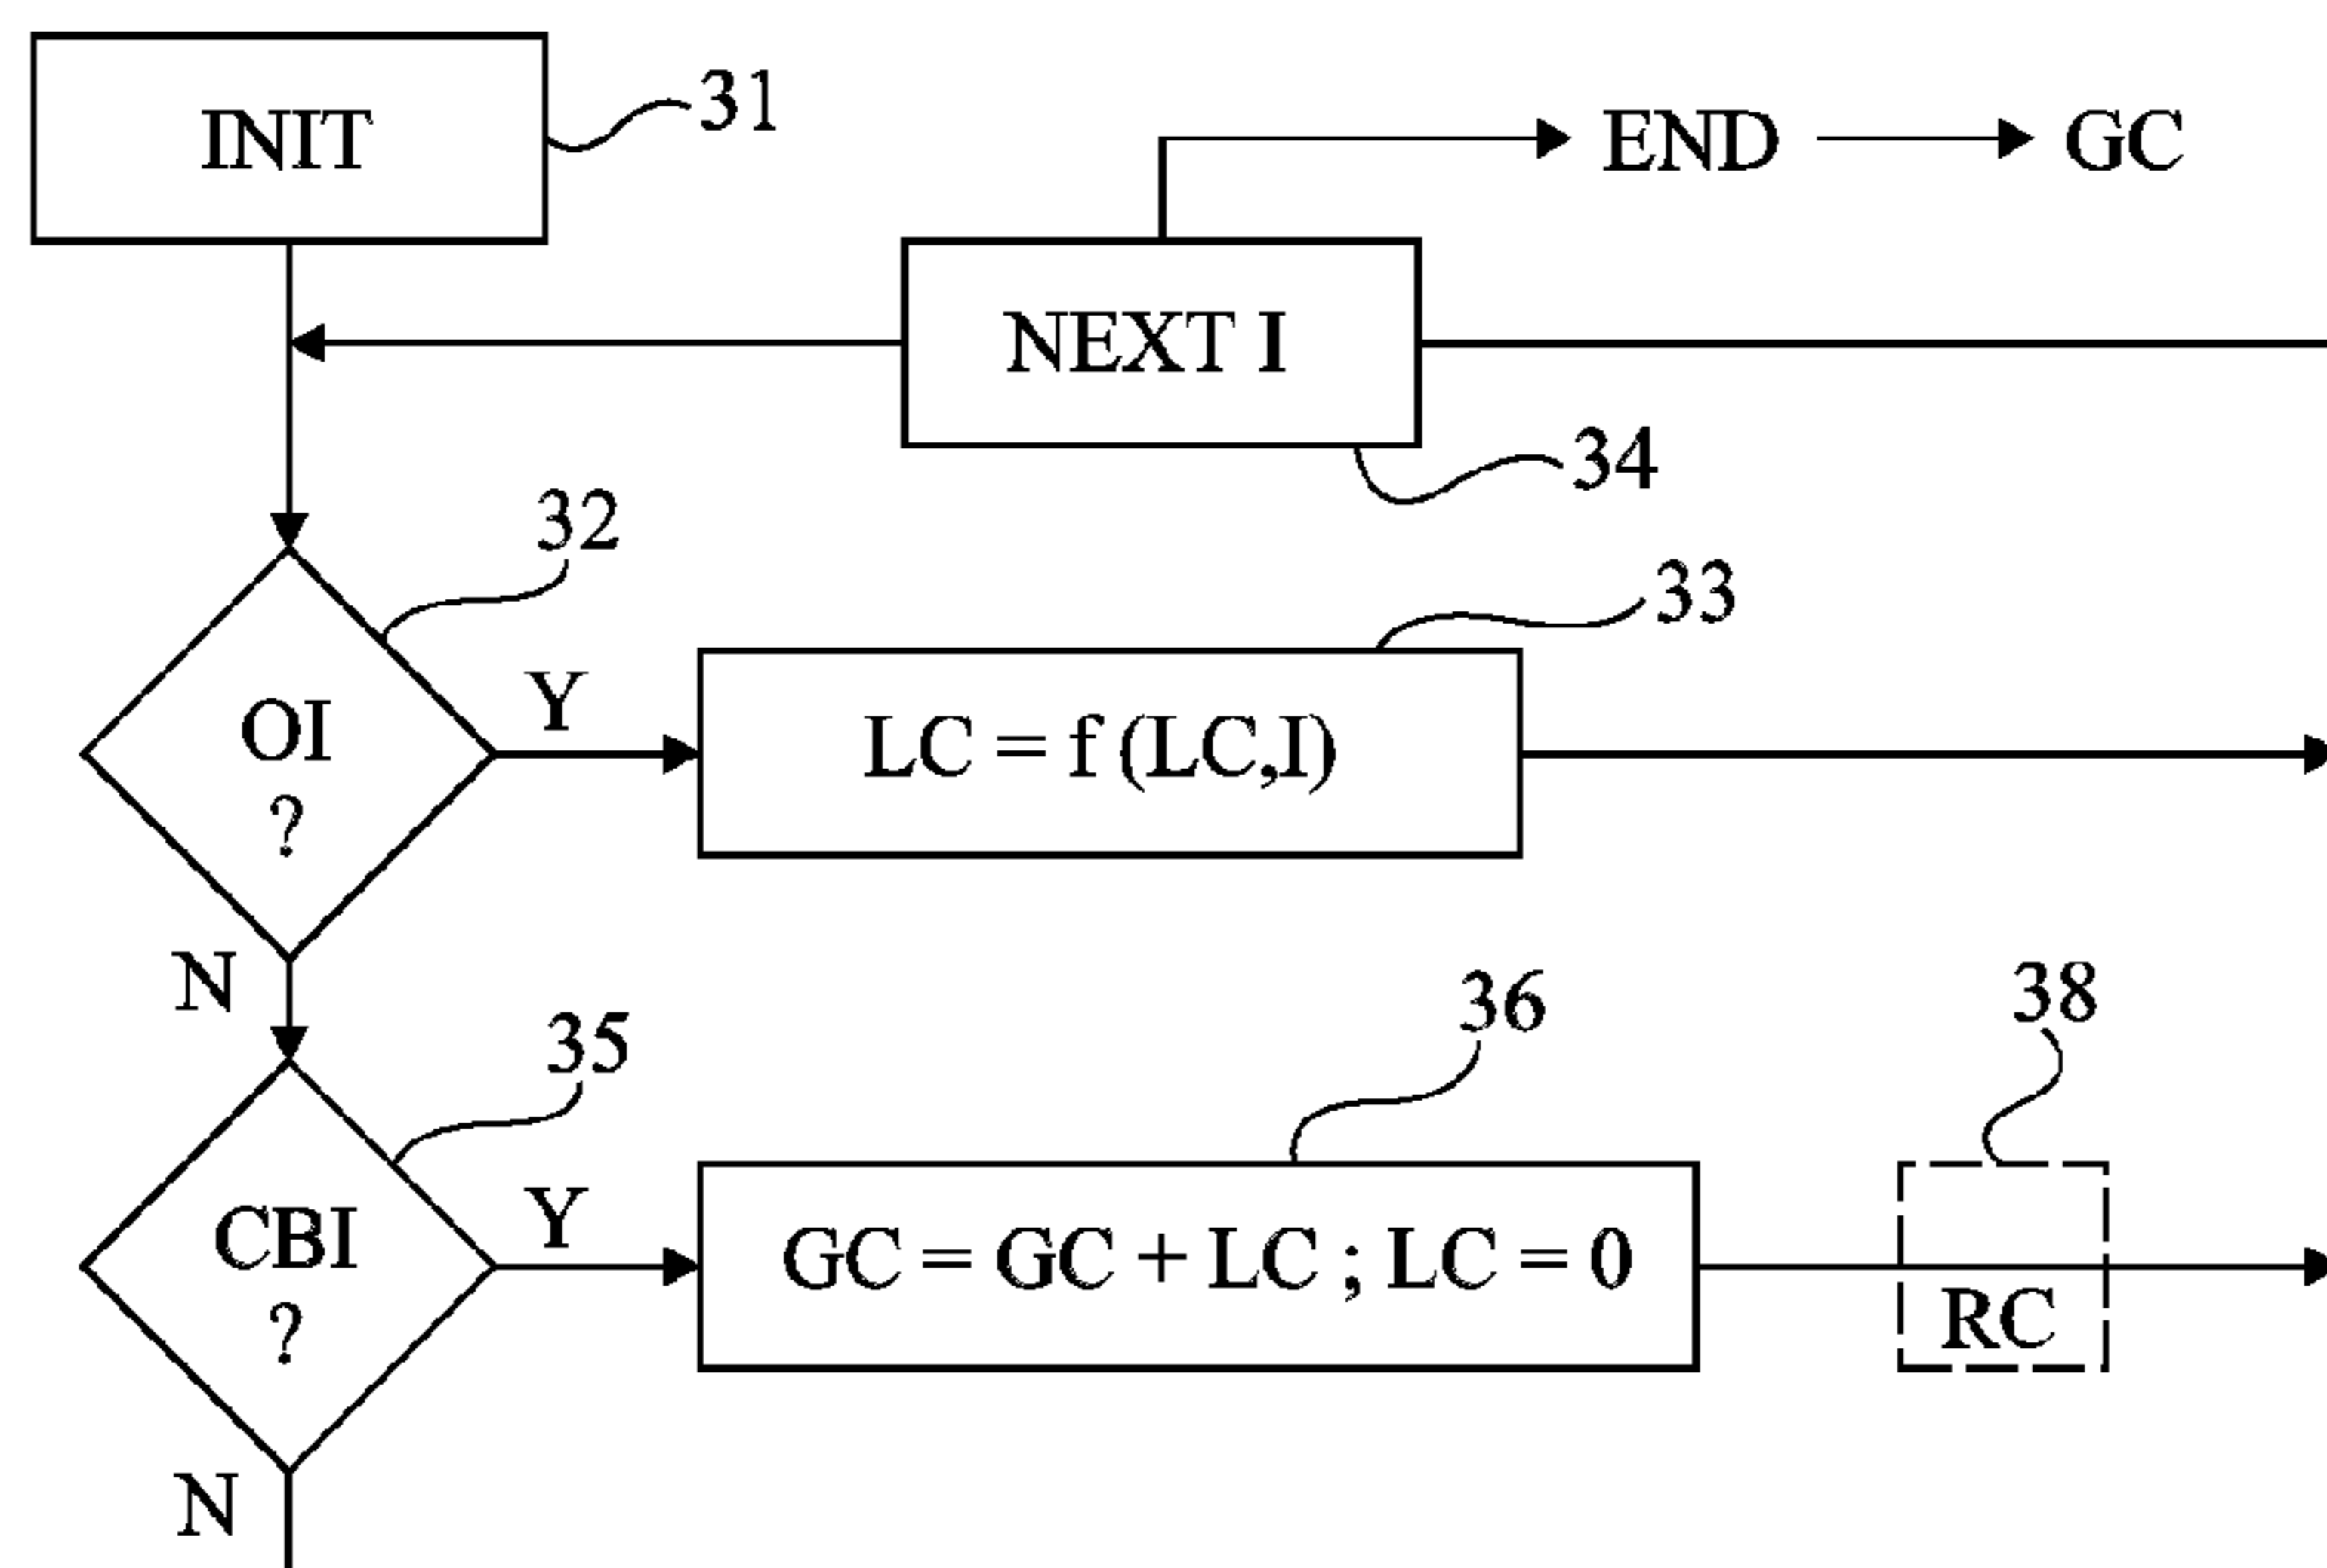 INIT
31
END
GC
NEXT I
34
32
33
OI
?
Y
LC = f (LC,I)
N
35
36
38
CBI
?
Y
GC = GC + LC ; LC = 0
RC
N